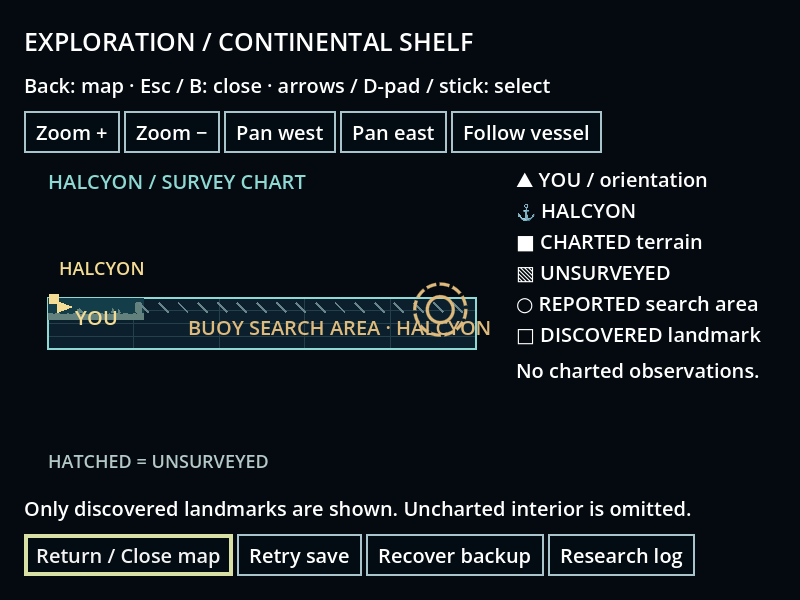 EXPLORATION / CONTINENTAL SHELF
Back: map · Esc / B: close · arrows / D-pad / stick: select
Zoom +
Zoom −
Pan west
Pan east
Follow vessel
HALCYON / SURVEY CHART
HALCYON
YOU
BUOY SEARCH AREA · HALCYON
HATCHED = UNSURVEYED
▲ YOU / orientation
⚓ HALCYON
■ CHARTED terrain
▧ UNSURVEYED
○ REPORTED search area
□ DISCOVERED landmark
No charted observations.
Only discovered landmarks are shown. Uncharted interior is omitted.
Return / Close map
Retry save
Recover backup
Research log